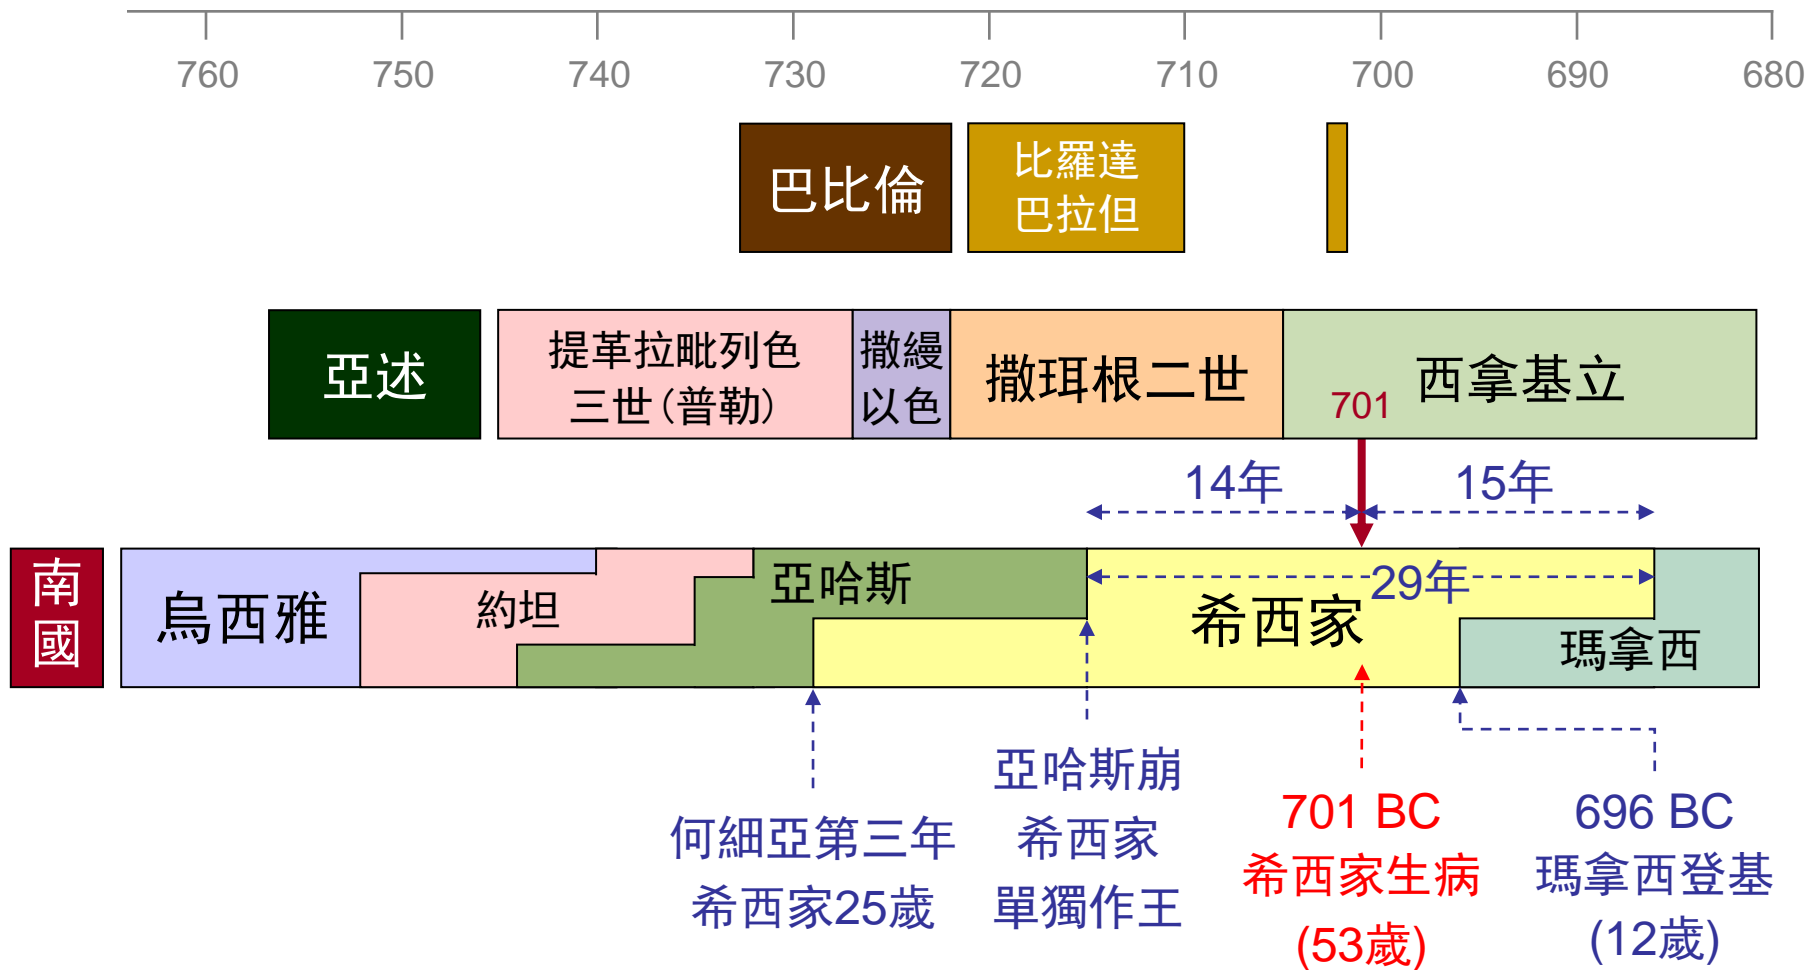 760 750 740 730 720 710 700 690 680
巴比倫
比羅達
巴拉但
亞述
提革拉毗列色
三世(普勒)
撒縵
以色
撒珥根二世
701
西拿基立
14年
15年
南
國
烏西雅
約坦
亞哈斯
希西家
29年
瑪拿西
何細亞第三年
希西家25歲
亞哈斯崩
希西家
單獨作王
701 BC
希西家生病
(53歲)
696 BC
瑪拿西登基
(12歲)